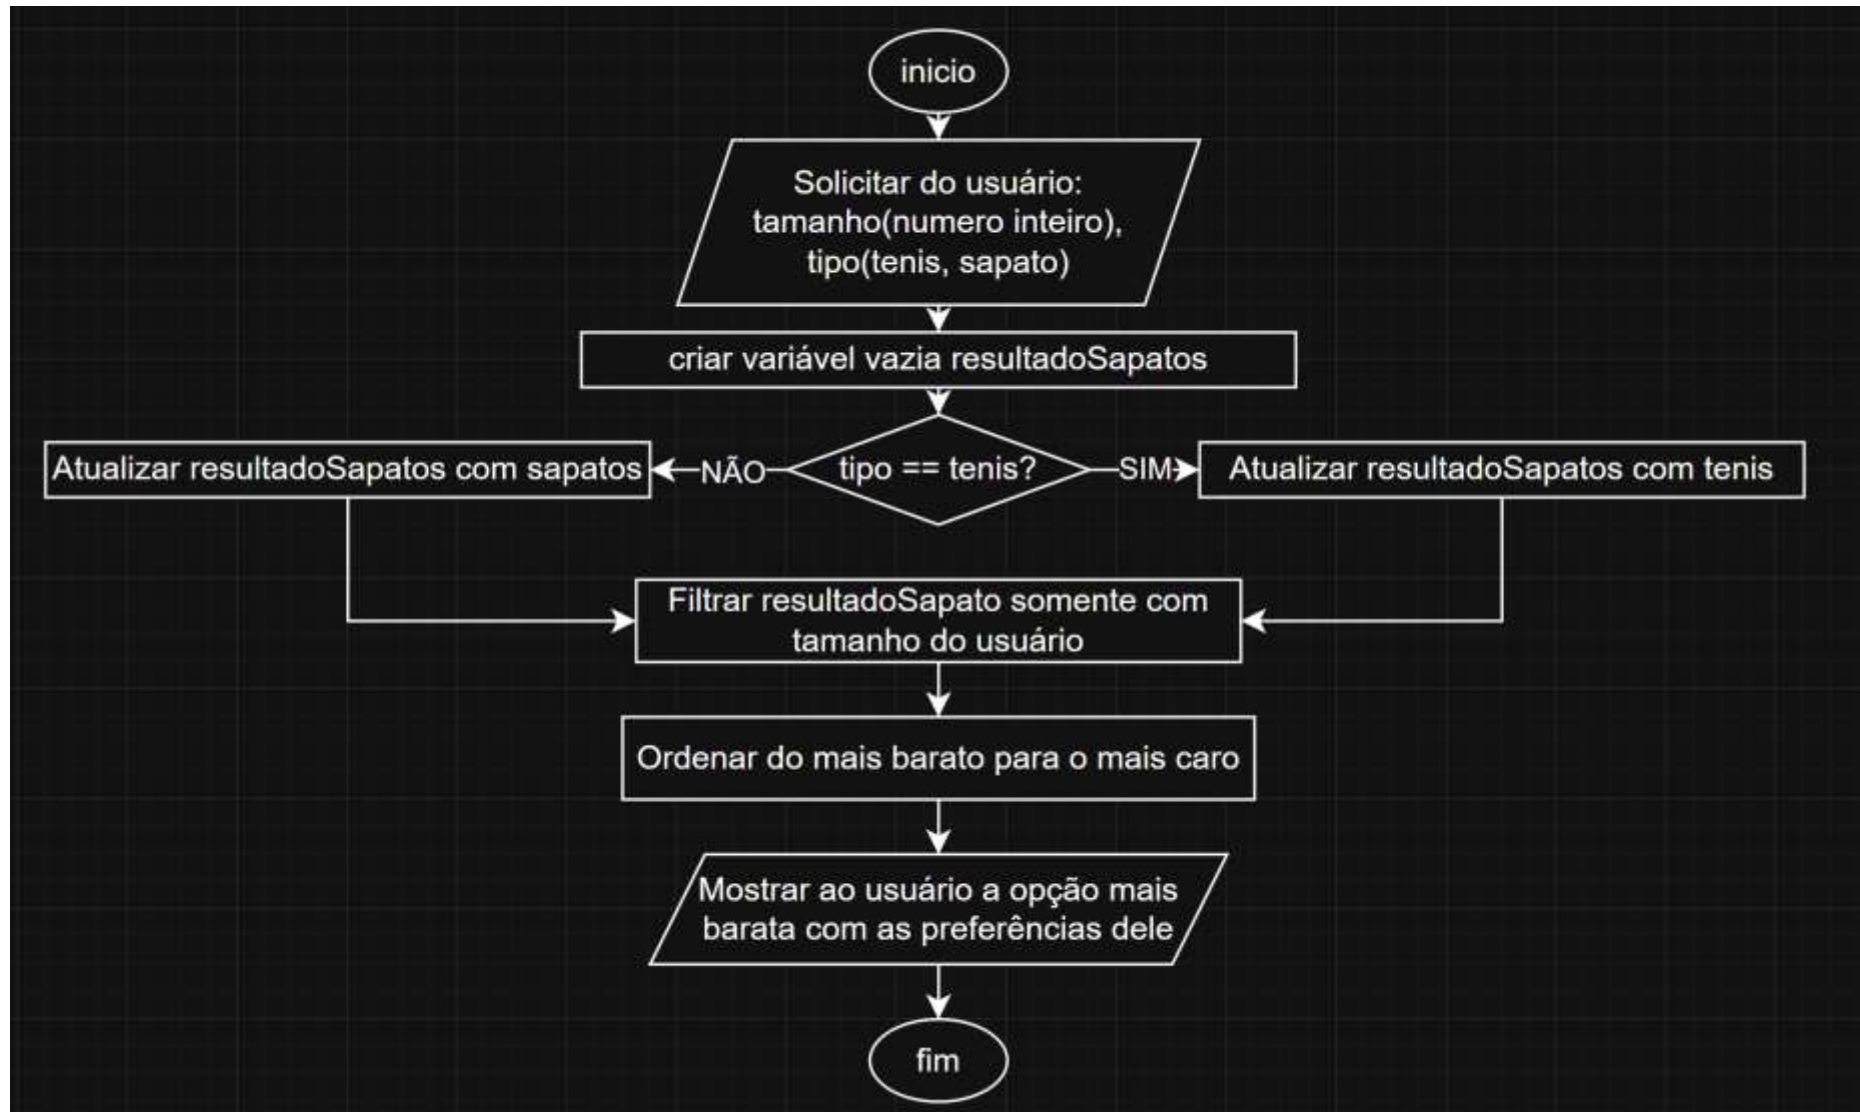 inicio
Solicitar do usuário:
tamanho(numero inteiro),
tipo(tenis, sapato)
criar variável vazia resultadoSapatos
Atualizar resultadoSapatos com sapatos
NÃO
tipo == tenis?
SIM
Atualizar resultadoSapatos com tenis
Filtrar resultadoSapato somente com
tamanho do usuário
Ordenar do mais barato para o mais caro
Mostrar ao usuário a opção mais
barata com as preferências dele
fim